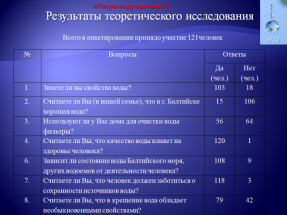 Результаты теоретического исследования
Всего в анкетировании приняло участие 121человек
№ Вопросы Ответы
Да (чел.) Нет (чел.)
1. Знаете ли вы свойства воды? 103 18
2. Считаете ли Вы (в вашей семье), что в г. Балтийске хорошая вода? 15 106
3. Используют ли у Вас дома для очистки воды фильтры? 56 64
4. Считаете ли Вы, что качество воды влияет на здоровье человека? 120 1
6. Зависит ли состояние воды Балтийского моря, других водоемов от деятельности человека? 108 9
7. Считаете ли Вы, что человек должен заботиться о сохранности источников воды? 118 3
8. Считаете ли Вы, что в крещение вода обладает необыкновенными свойствами? 79 42